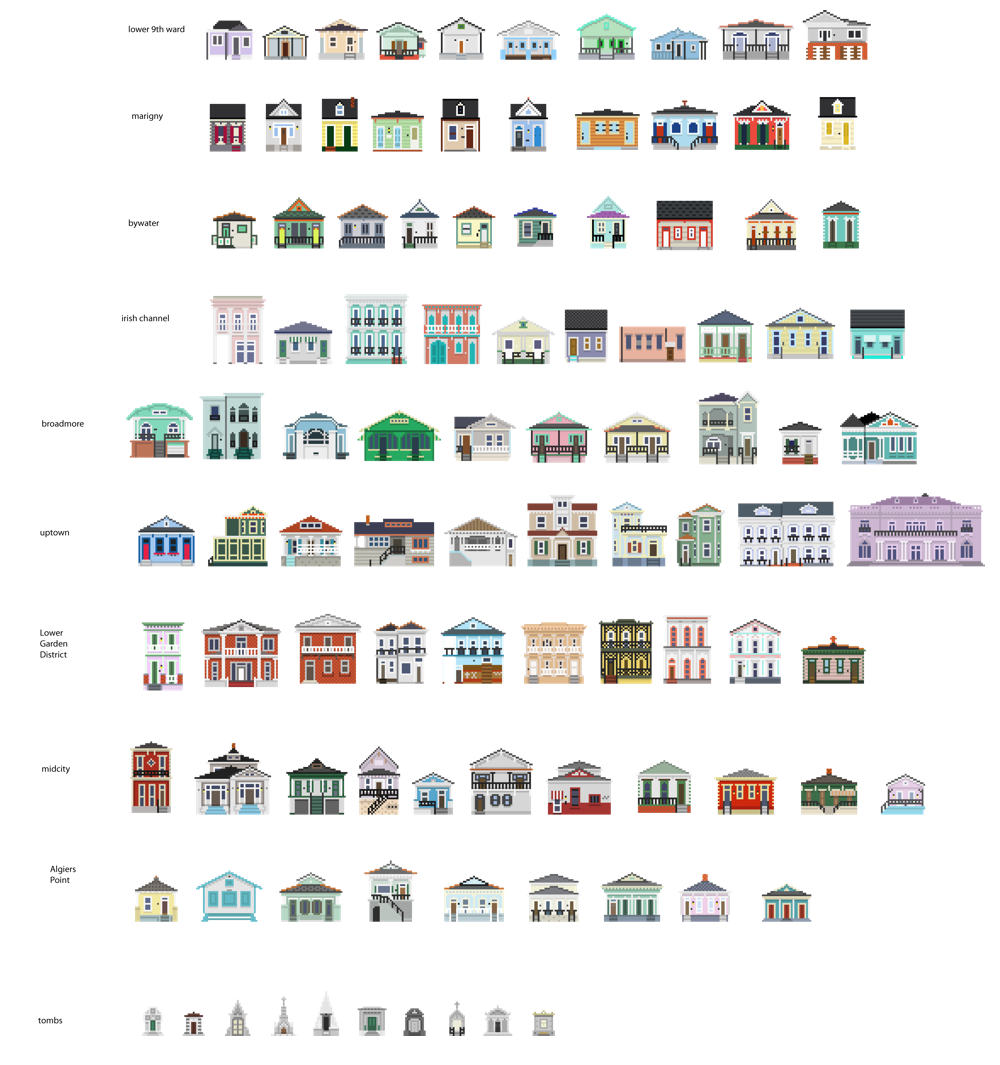 lower 9th ward
marigny
bywater
irish channel
broadmore
uptown
Lower
Garden
District
midcity
Algiers
Point
tombs